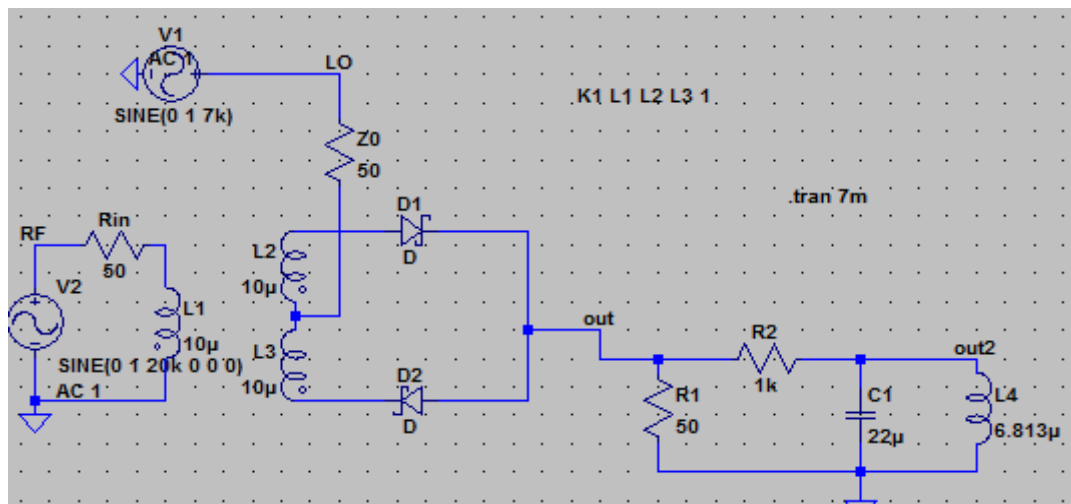 V1
AC 1
SINE(0 1 7k)
LO
K1 L1 L2 L3 1
Z0
50
.tran 7m
D1
D
RF
Rin
50
L2
10µ
V2
L1
10µ
SINE(0 1 20k 0 0 0)
AC 1
L3
10µ
D2
D
out
R2
1k
out2
R1
50
C1
22µ
L4
6.813µ